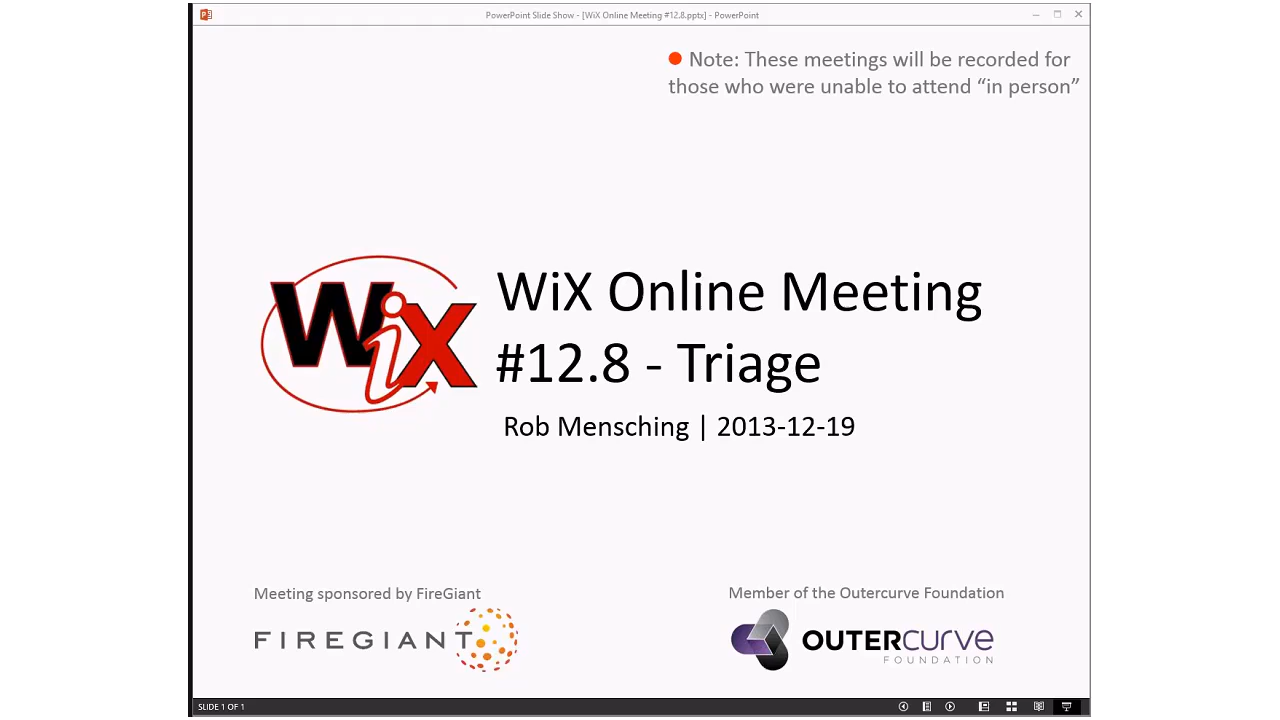 PowerPoint Slide Show - [WiX Online Meeting #12.8.pptx] - PowerPoint
Note: These meetings will be recorded for
those who were unable to attend “in person”
WiX
WiX Online Meeting
#12.8 - Triage
Rob Mensching | 2013-12-19
Meeting sponsored by FireGiant
FIREGIANT
Member of the Outercurve Foundation
OUTERCURVE
FOUNDATION
SLIDE 1 OF 1